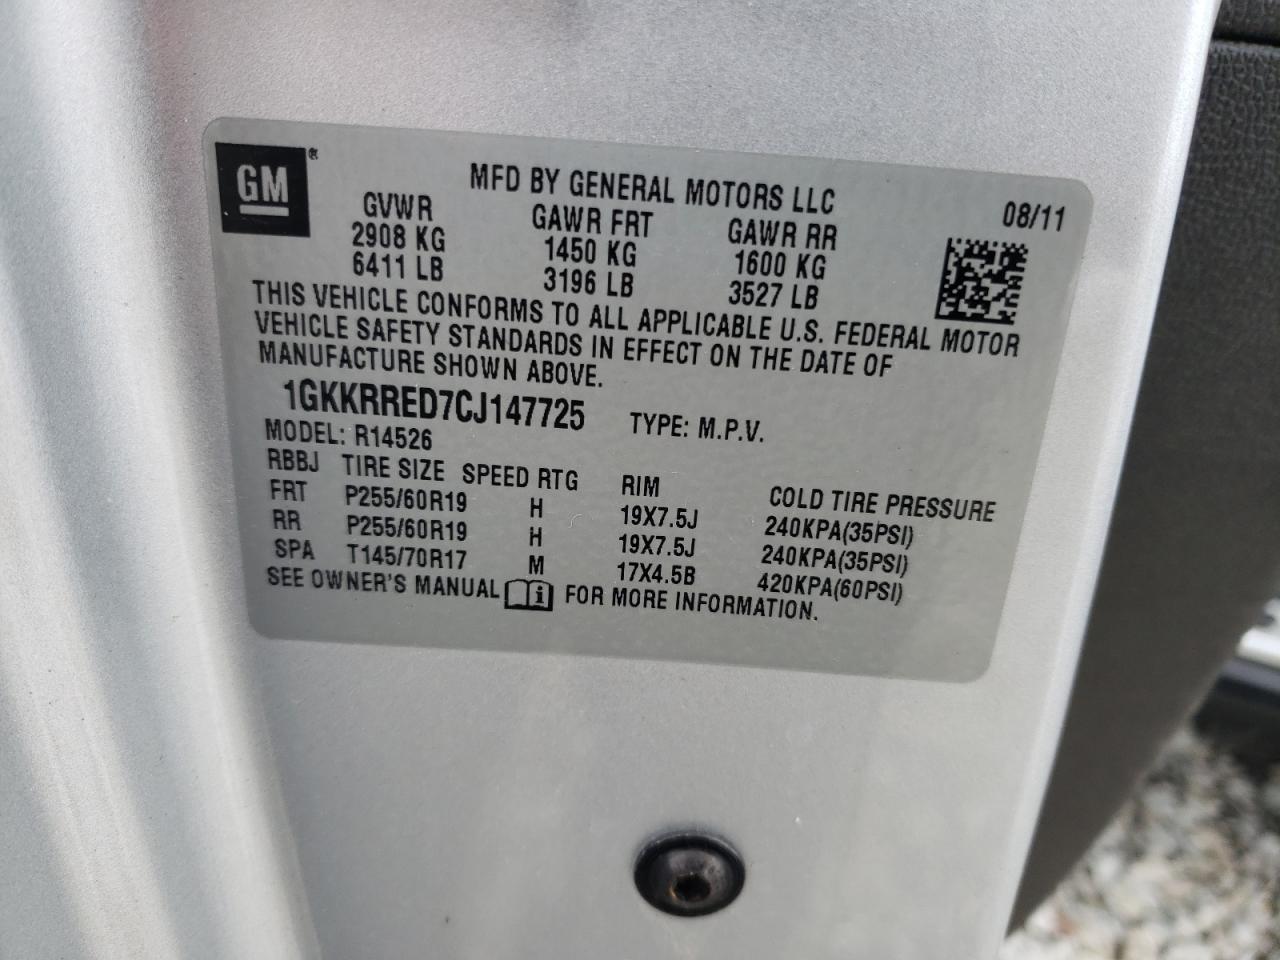 GM®
MFD BY GENERAL MOTORS LLC
08/11
GVWR GAWR FRT GAWR RR
2908 KG 1450 KG 1600 KG
6411 LB 3196 LB 3527 LB
THIS VEHICLE CONFORMS TO ALL APPLICABLE U.S. FEDERAL MOTOR
VEHICLE SAFETY STANDARDS IN EFFECT ON THE DATE OF
MANUFACTURE SHOWN ABOVE.
1GKKRRED7CJ147725 TYPE: M.P.V.
MODEL: R14526
RBBJ TIRE SIZE SPEED RTG RIM COLD TIRE PRESSURE
FRT P255/60R19 H 19X7.5J 240KPA(35PSI)
RR P255/60R19 H 19X7.5J 240KPA(35PSI)
SPA T145/70R17 M 17X4.5B 420KPA(60PSI)
SEE OWNER'S MANUAL i FOR MORE INFORMATION.